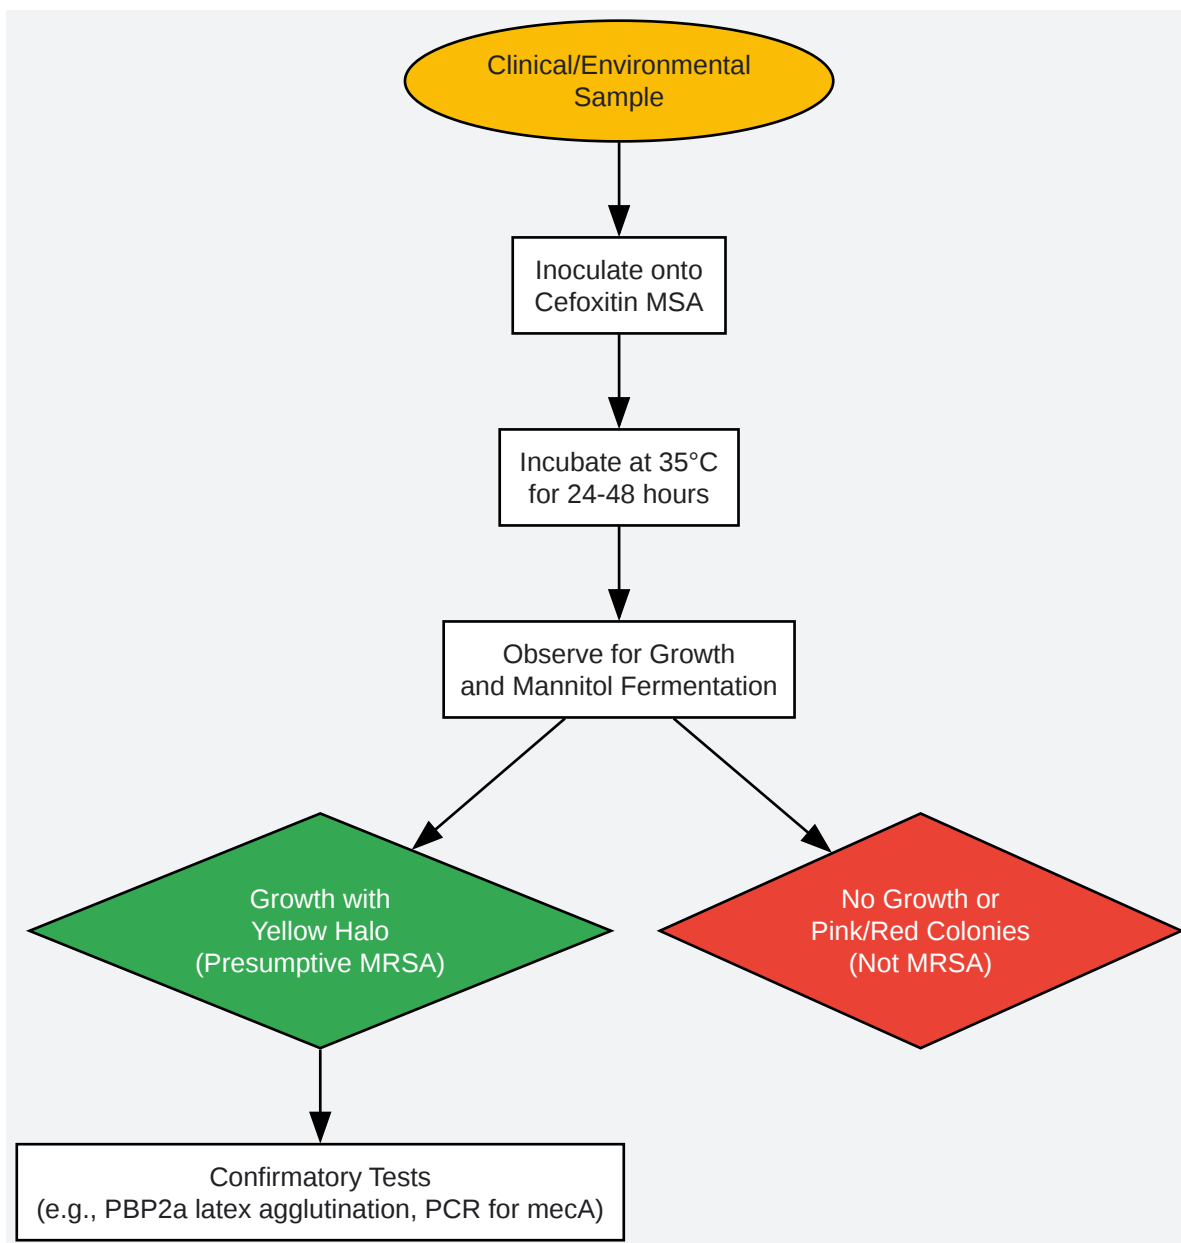 Clinical/Environmental
Sample
Inoculate onto
Cefoxitin MSA
Incubate at 35°C
for 24-48 hours
Observe for Growth
and Mannitol Fermentation
Growth with
Yellow Halo
(Presumptive MRSA)
No Growth or
Pink/Red Colonies
(Not MRSA)
Confirmatory Tests
(e.g., PBP2a latex agglutination, PCR for mecA)